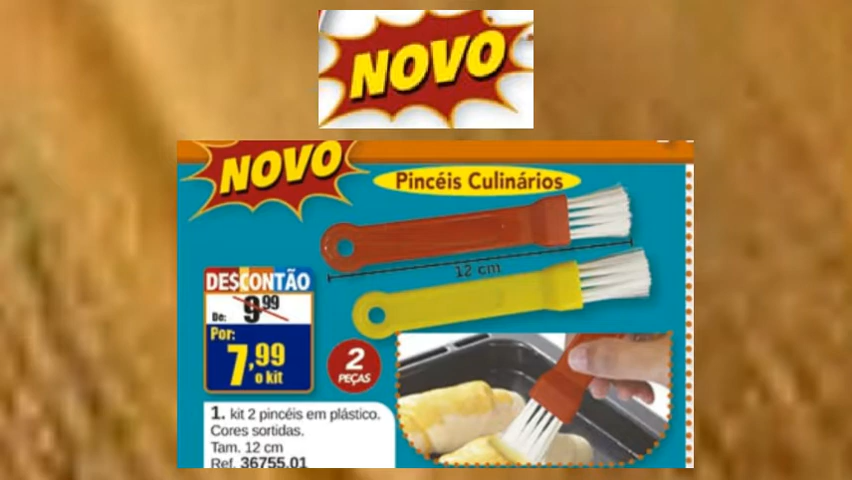 NOVO
NOVO
Pincéis Culinários
12 cm
DESCONTÃO
De: 9,99
Por:
7,99
o kit
2
PEÇAS
1. kit 2 pincéis em plástico.
Cores sortidas.
Tam. 12 cm
Ref. 36755.01